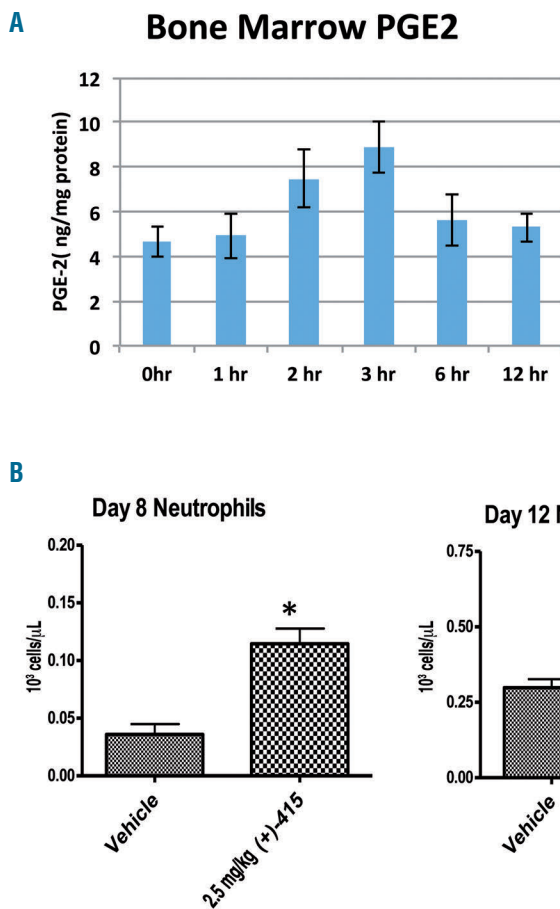 A
Bone Marrow PGE2
PGE-2( ng/mg protein)
12
10
8
6
4
2
0
0hr 1 hr 2 hr 3 hr 6 hr 12 hr
B
Day 8 Neutrophils
10³ cells/µL
0.20
0.15
0.10
0.05
0.00
*
Vehicle
2.5 mg/kg (+)-415
Day 12
10³ cells/µL
0.75
0.50
0.25
0.00
Vehicle